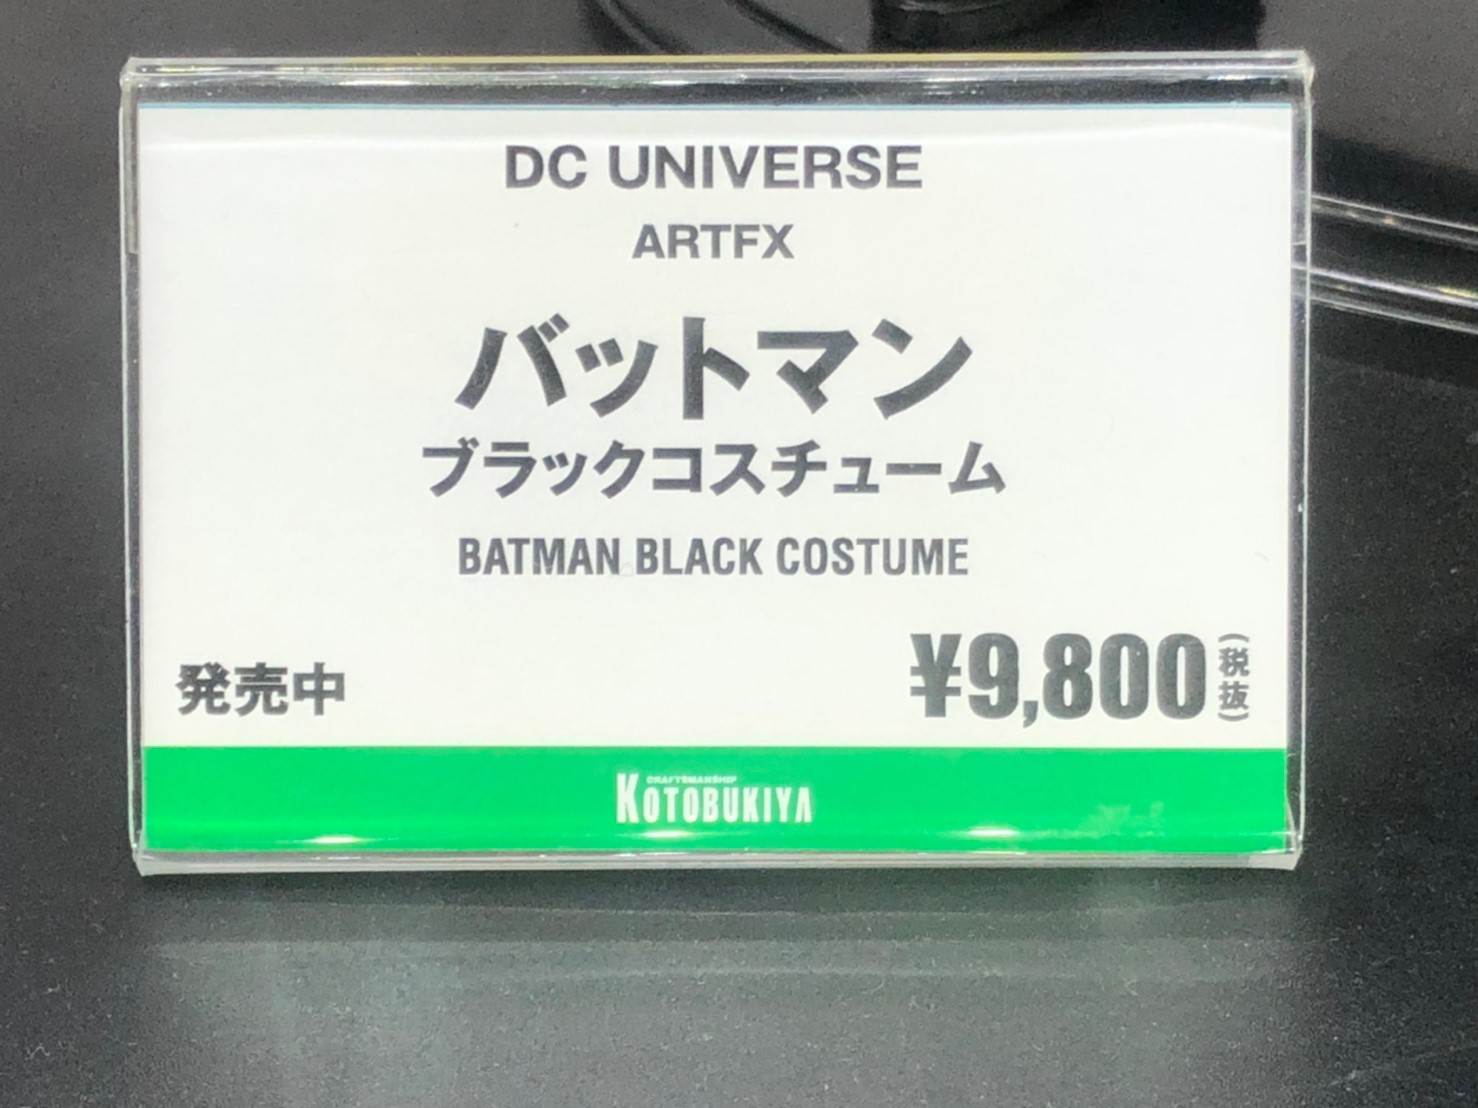 DC UNIVERSE
ARTFX
バットマン
ブラックコスチューム
BATMAN BLACK COSTUME
発売中
¥9,800(税抜)
CRAFTSMANSHIP
KOTOBUKIYA